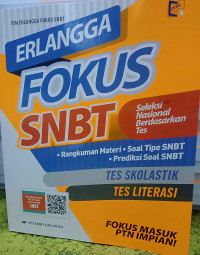 TIM ERLANGGA FOKUS SNBT
ERLANGGA
FOKUS
SNBT
Seleksi
Nasional
Berdasarkan
Tes
• Rangkuman Materi • Soal Tipe SNBT
• Prediksi Soal SNBT
TES SKOLASTIK
TES LITERASI
FOKUS MASUK
PTN IMPIAN!